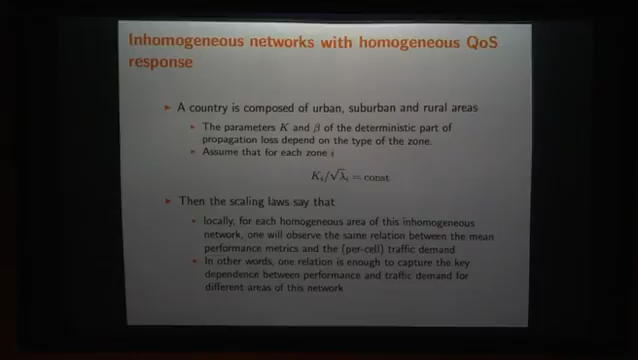 Inhomogeneous networks with homogeneous QoS
response
A country is composed of urban, suburban and rural areas
The parameters K and β of the deterministic part of
propagation loss depend on the type of the zone.
Assume that for each zone i
Kᵢ/√λᵢ = const
Then the scaling laws say that
locally, for each homogeneous area of this inhomogeneous
network, one will observe the same relation between the mean
performance metrics and the (per-cell) traffic demand
In other words, one relation is enough to capture the key
dependence between performance and traffic demand for
different areas of this network